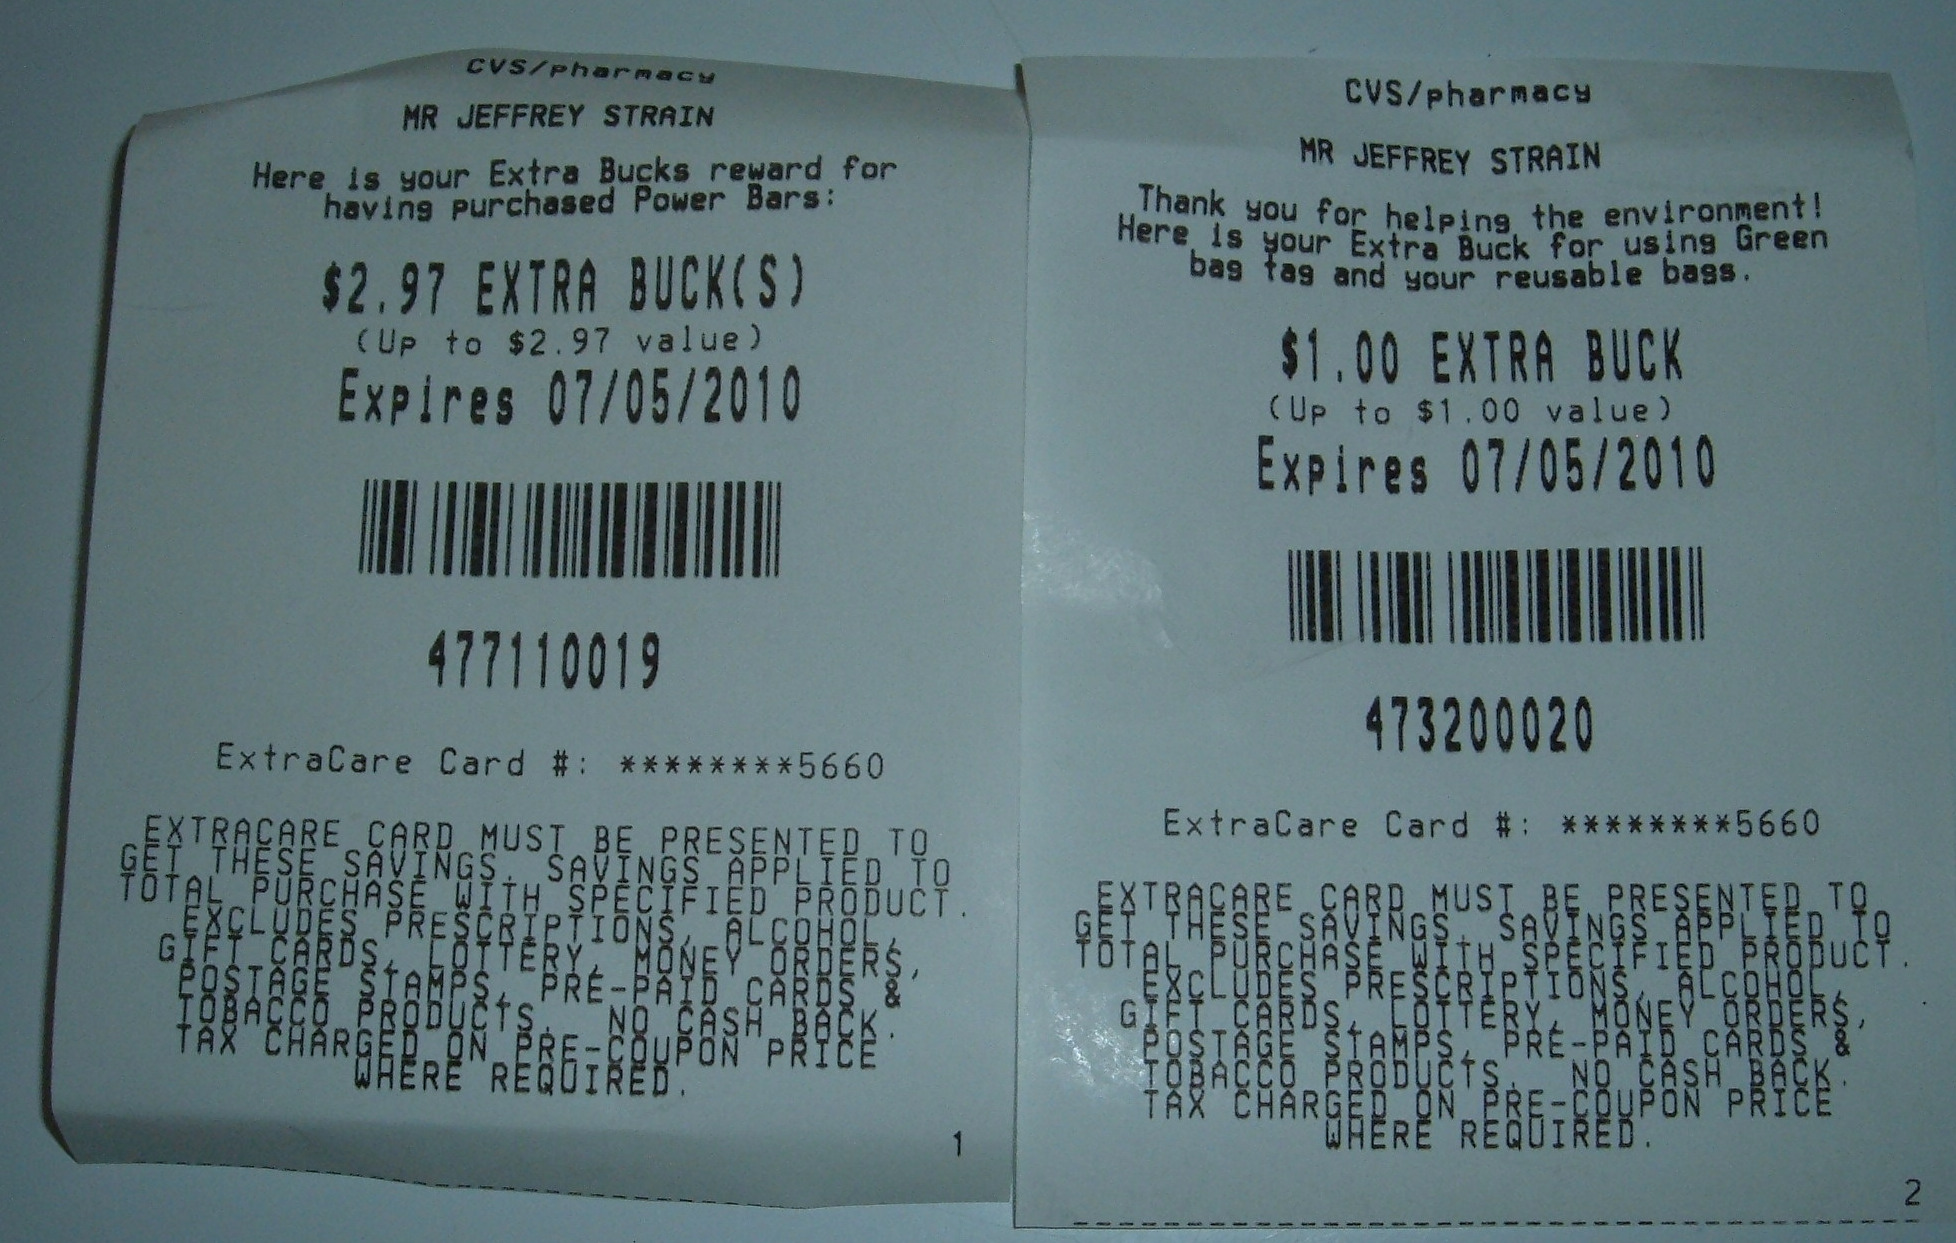 CVS/pharmacy
MR JEFFREY STRAIN
Here is your Extra Bucks reward for
having purchased Power Bars:
$2.97 EXTRA BUCK(S)
(Up to $2.97 value)
Expires 07/05/2010
477110019
ExtraCare Card #: ********5660
EXTRACARE CARD MUST BE PRESENTED TO
GET THESE SAVINGS. SAVINGS APPLIED TO
TOTAL PURCHASE WITH SPECIFIED PRODUCT.
EXCLUDES PRESCRIPTIONS, ALCOHOL,
GIFT CARDS, LOTTERY, MONEY ORDERS,
POSTAGE STAMPS, PRE-PAID CARDS &
TOBACCO PRODUCTS. NO CASH BACK.
TAX CHARGED ON PRE-COUPON PRICE
WHERE REQUIRED.
1
CVS/pharmacy
MR JEFFREY STRAIN
Thank you for helping the environment!
Here is your Extra Buck for using Green
bag tag and your reusable bags.
$1.00 EXTRA BUCK
(Up to $1.00 value)
Expires 07/05/2010
473200020
ExtraCare Card #: ********5660
EXTRACARE CARD MUST BE PRESENTED TO
GET THESE SAVINGS. SAVINGS APPLIED TO
TOTAL PURCHASE WITH SPECIFIED PRODUCT.
EXCLUDES PRESCRIPTIONS, ALCOHOL,
GIFT CARDS, LOTTERY, MONEY ORDERS,
POSTAGE STAMPS, PRE-PAID CARDS &
TOBACCO PRODUCTS. NO CASH BACK.
TAX CHARGED ON PRE-COUPON PRICE
WHERE REQUIRED.
2